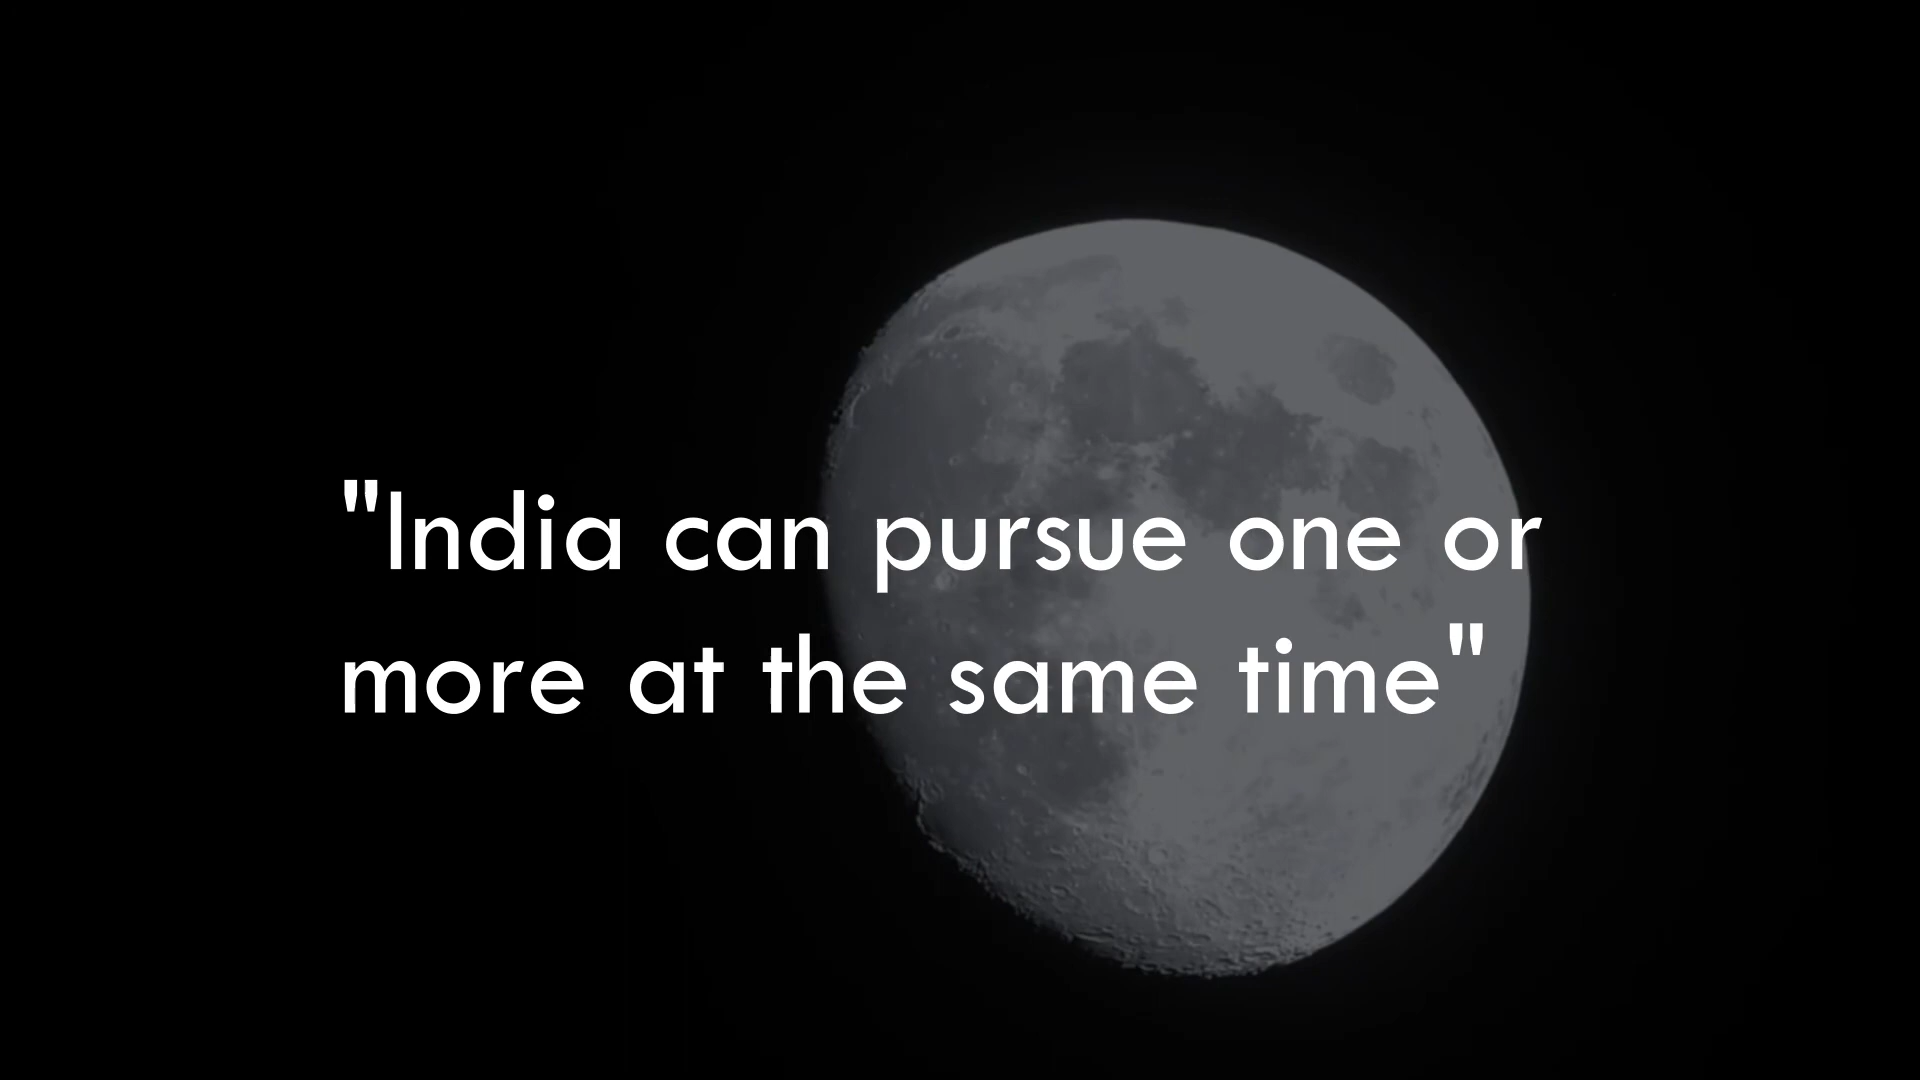 "India can pursue one or
more at the same time"